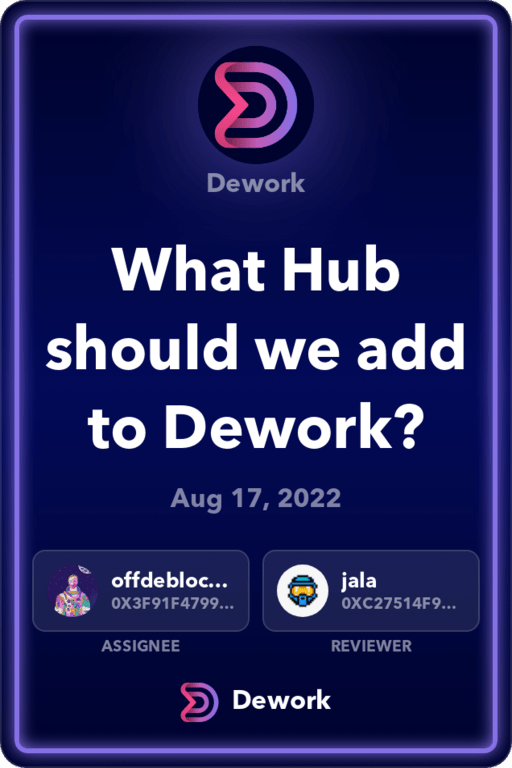 Dework
What Hub
should we add
to Dework?
Aug 17, 2022
offdebloc...
0X3F91F4799...
jala
0XC27514F9...
ASSIGNEE
REVIEWER
Dework